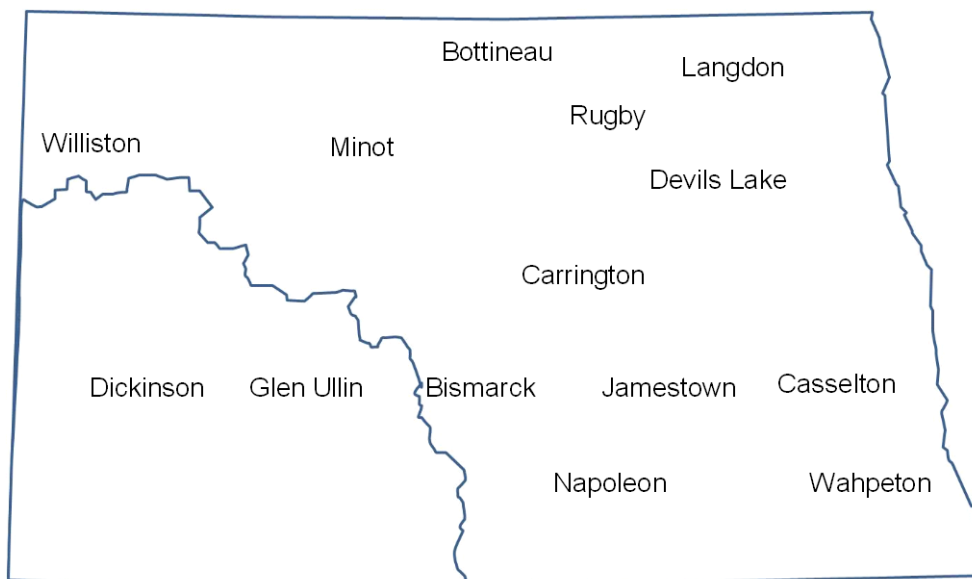 Bottineau
Langdon
Rugby
Williston
Minot
Devils Lake
Carrington
Dickinson
Glen Ullin
Bismarck
Jamestown
Casselton
Napoleon
Wahpeton